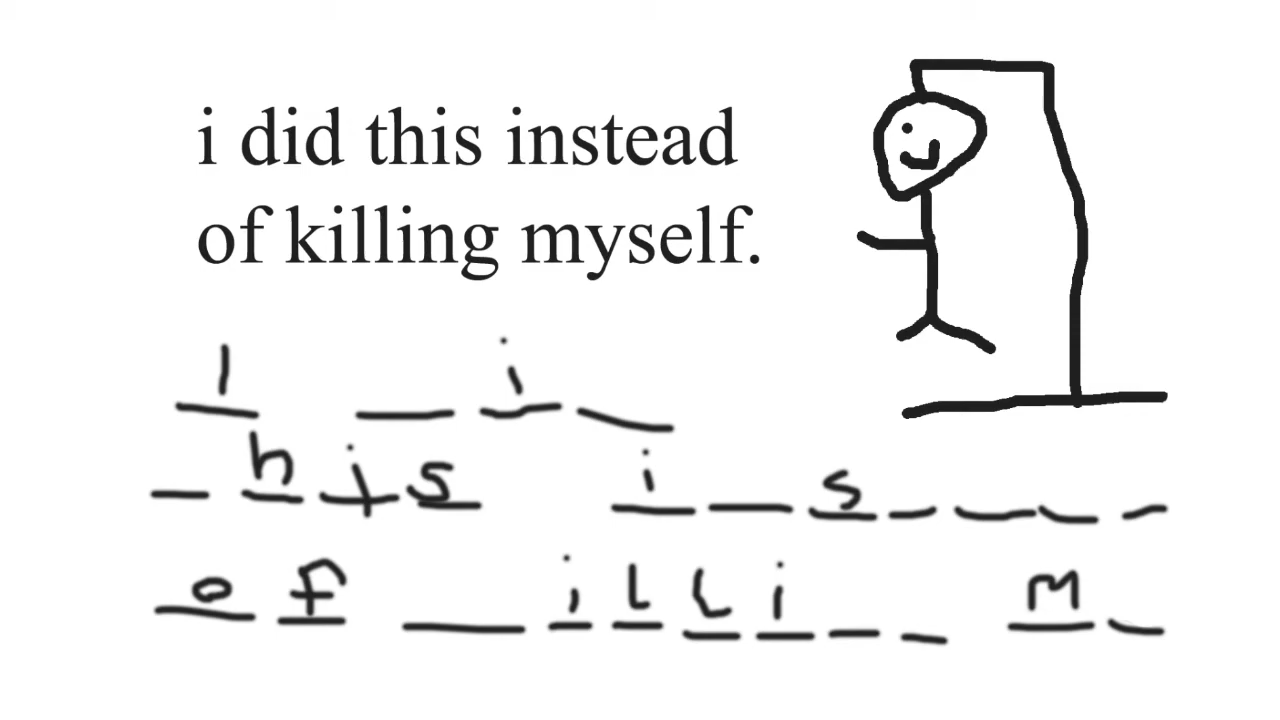 i did this instead
of killing myself.
I _ i _
_ h i s i _ s _ _ _ _
o f _ i l l i _ _ M _